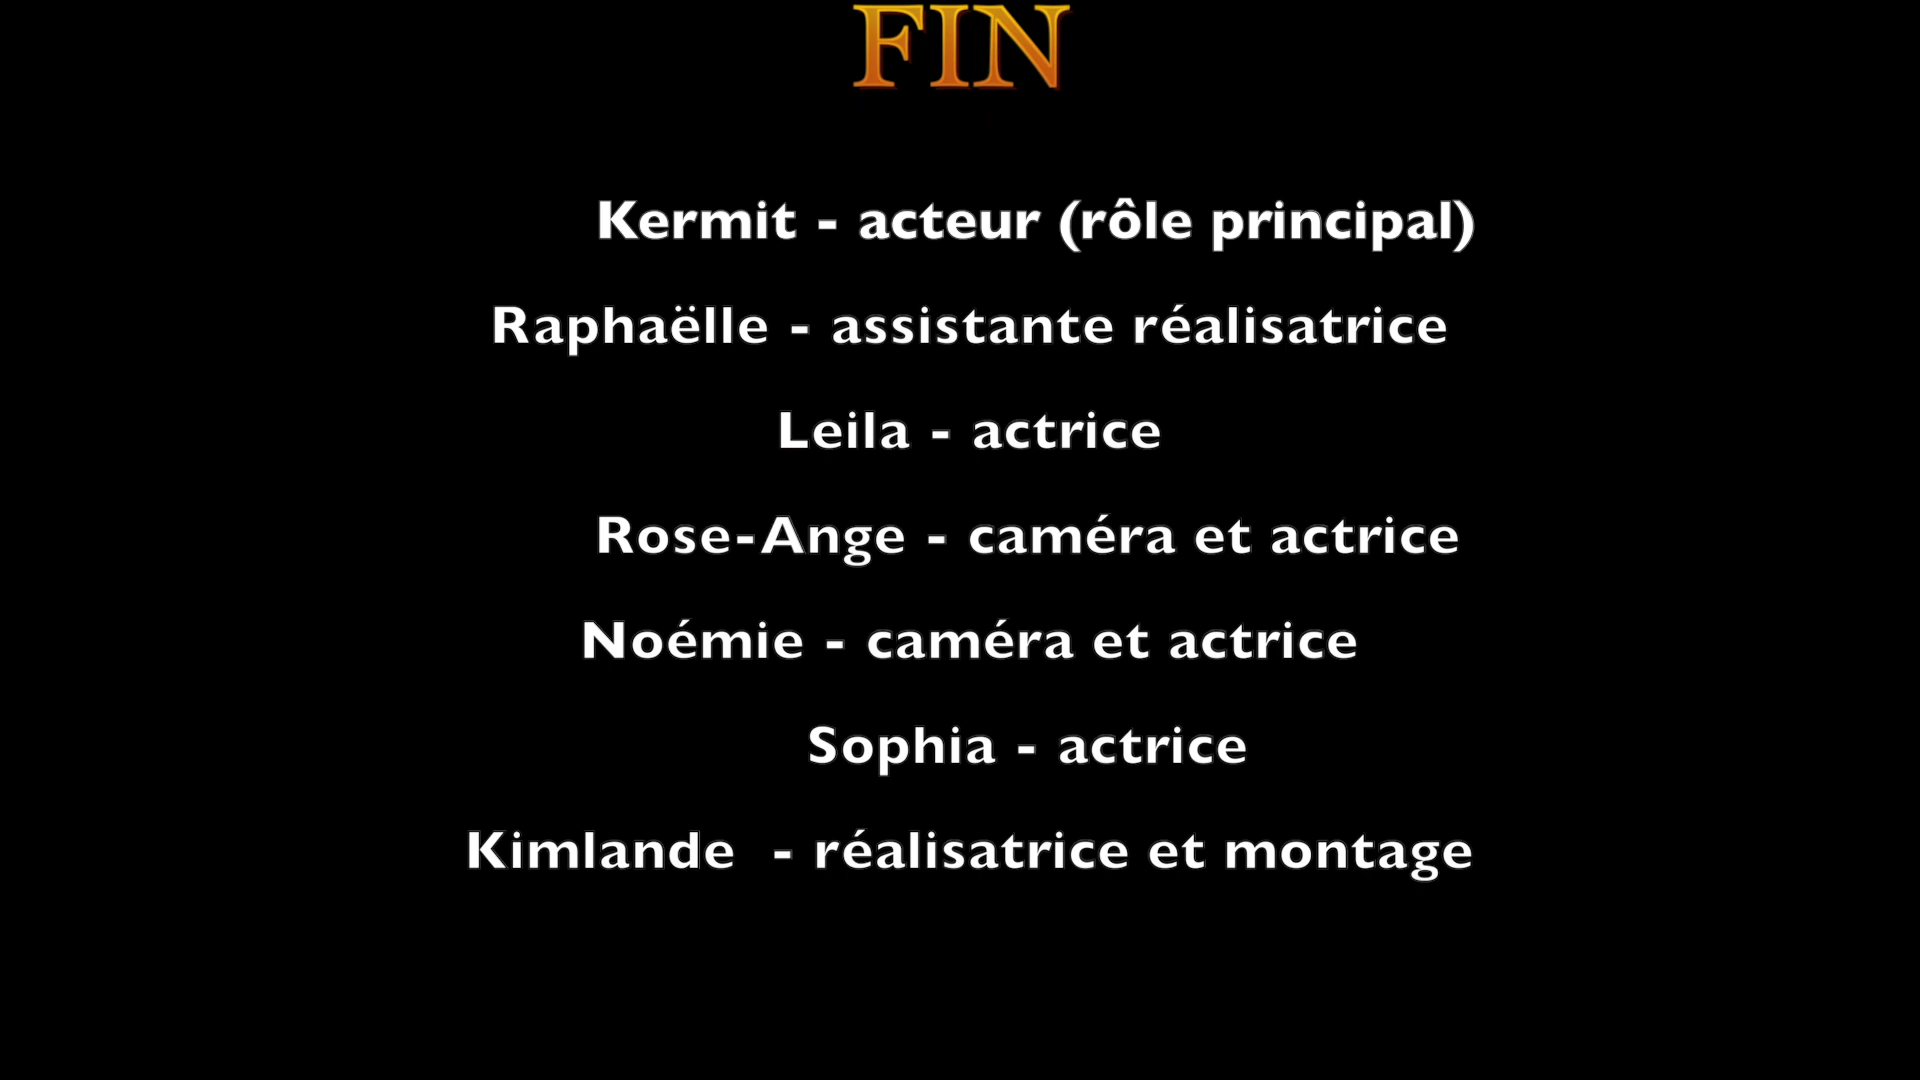 FIN
Kermit - acteur (rôle principal)
Raphaëlle - assistante réalisatrice
Leila - actrice
Rose-Ange - caméra et actrice
Noémie - caméra et actrice
Sophia - actrice
Kimlande  - réalisatrice et montage